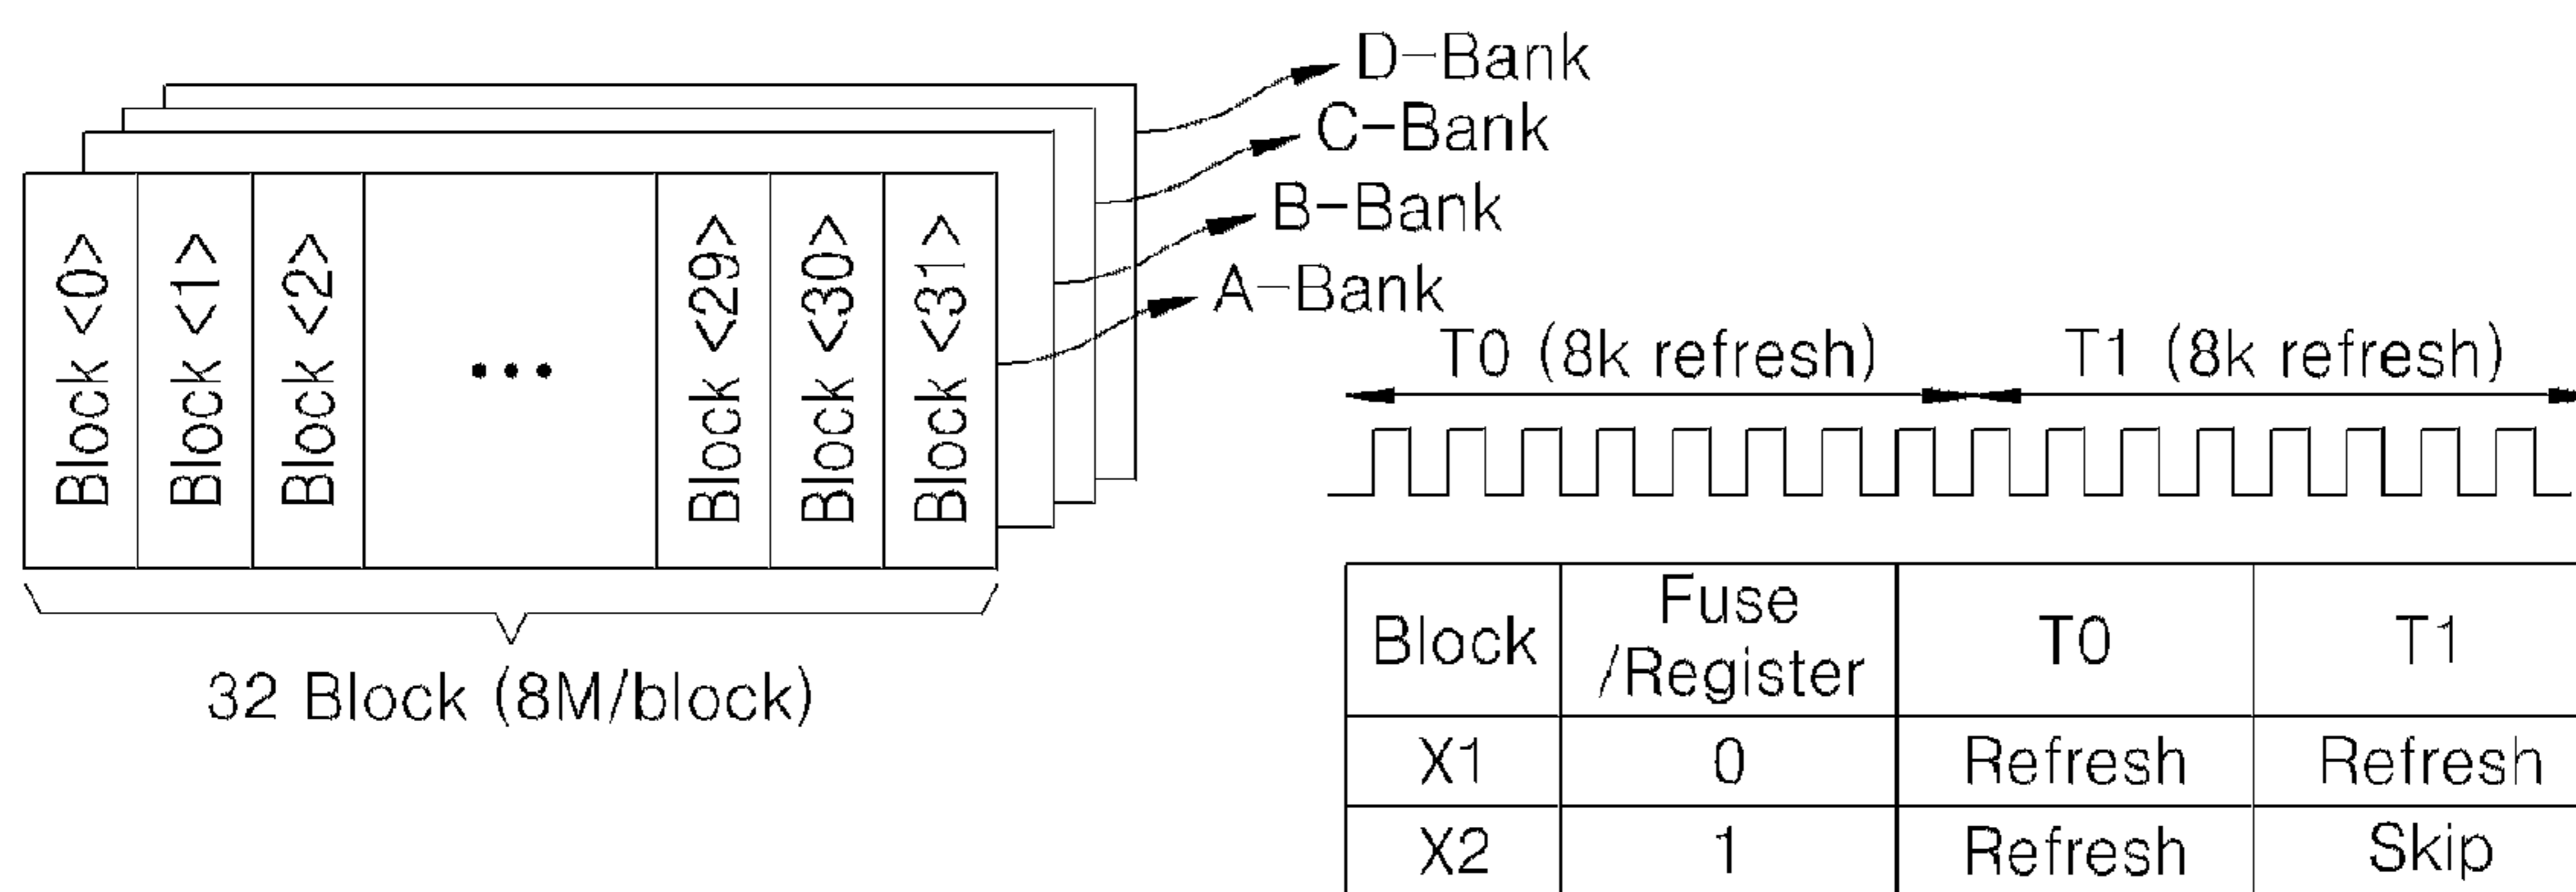 D-Bank
C-Bank
B-Bank
A-Bank
Block <0>
Block <1>
Block <2>
...
Block <29>
Block <30>
Block <31>
32 Block (8M/block)
T0 (8k refresh) T1 (8k refresh)
Block Fuse /Register T0 T1
X1 0 Refresh Refresh
X2 1 Refresh Skip